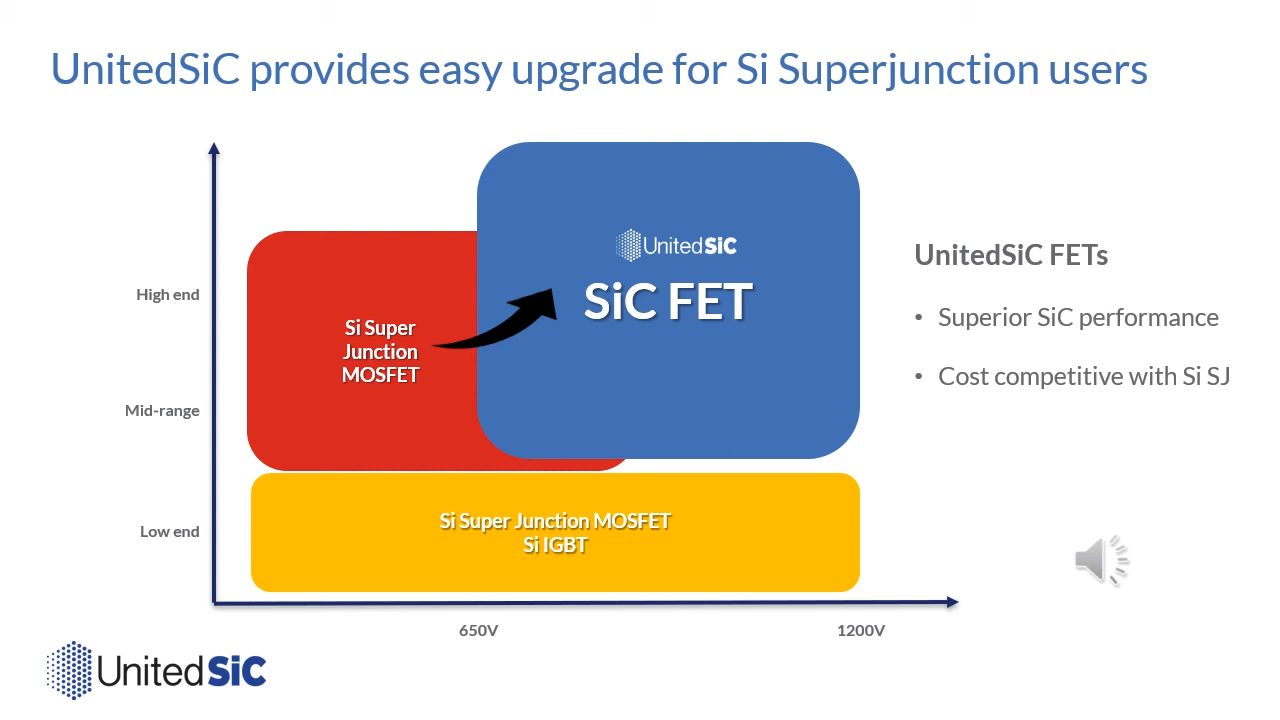 UnitedSiC provides easy upgrade for Si Superjunction users
High end
Mid-range
Low end
Si Super
Junction
MOSFET
UnitedSiC
SiC FET
Si Super Junction MOSFET
Si IGBT
650V
1200V
UnitedSiC FETs
• Superior SiC performance
• Cost competitive with Si SJ
UnitedSiC